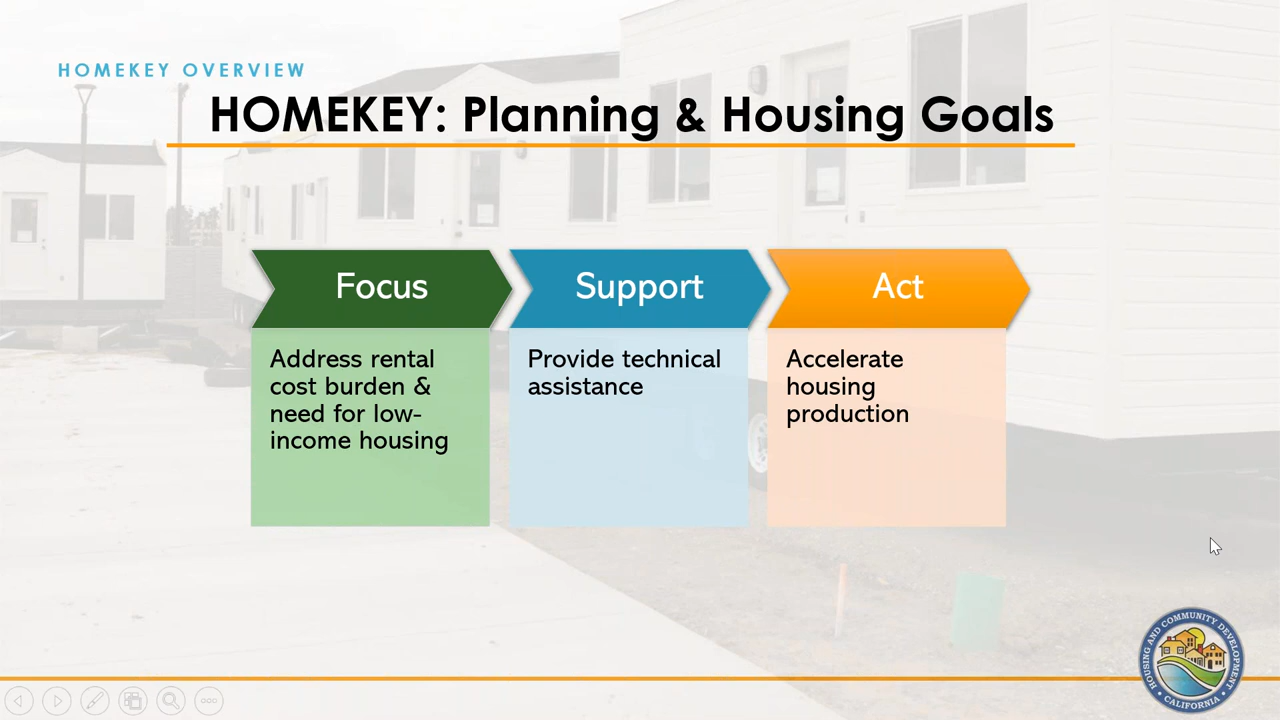 HOMEKEY OVERVIEW
HOMEKEY: Planning & Housing Goals
Focus
Address rental
cost burden &
need for low-
income housing
Support
Provide technical
assistance
Act
Accelerate
housing
production
HOUSING AND COMMUNITY DEVELOPMENT
• CALIFORNIA •